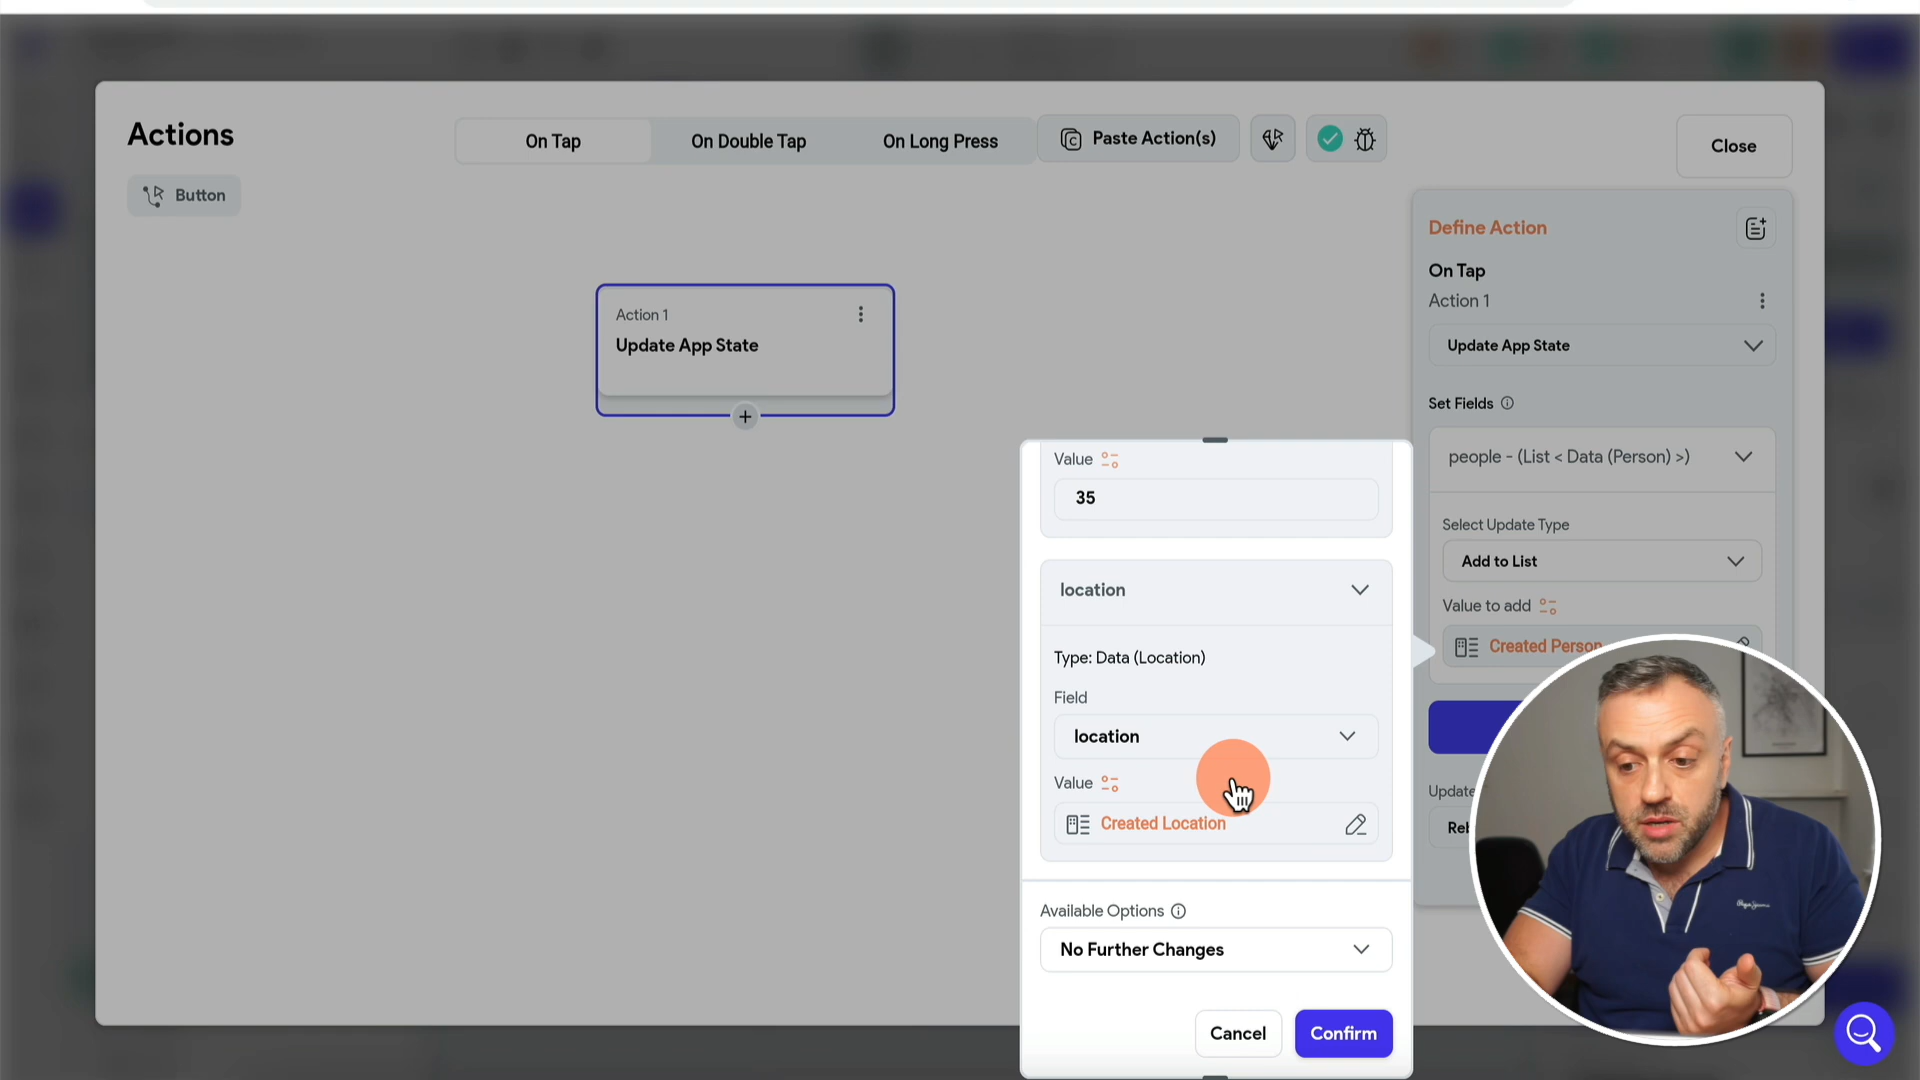 Actions
On Tap
On Double Tap
On Long Press
Paste Action(s)
Close
Button
Action 1
Update App State
Define Action
On Tap
Action 1
Update App State
Set Fields
people - (List < Data (Person) >)
Select Update Type
Add to List
Value to add
Created Person
Update
Value
35
location
Type: Data (Location)
Field
location
Value
Created Location
Available Options
No Further Changes
Cancel
Confirm